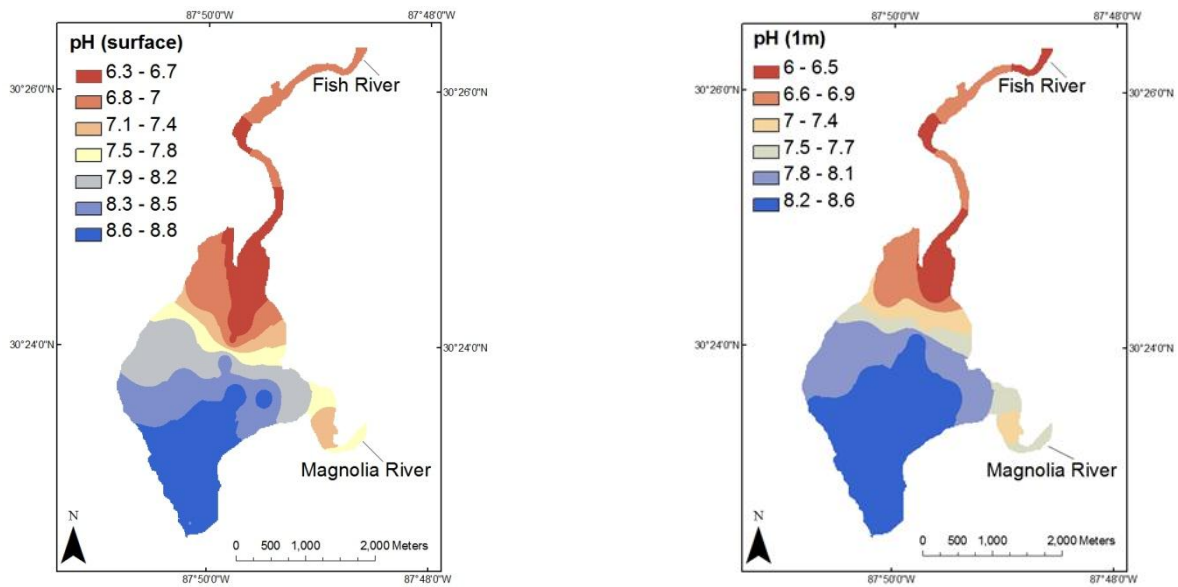 87°50'0"W
87°48'0"W
pH (surface)
6.3 - 6.7
6.8 - 7
7.1 - 7.4
7.5 - 7.8
7.9 - 8.2
8.3 - 8.5
8.6 - 8.8
Fish River
30°26'0"N
30°26'0"N
30°24'0"N
30°24'0"N
Magnolia River
N
0 500 1,000 2,000 Meters
87°50'0"W
87°48'0"W
87°50'0"W
87°48'0"W
pH (1m)
6 - 6.5
6.6 - 6.9
7 - 7.4
7.5 - 7.7
7.8 - 8.1
8.2 - 8.6
Fish River
30°26'0"N
30°26'0"N
30°24'0"N
30°24'0"N
Magnolia River
N
0 500 1,000 2,000 Meters
87°50'0"W
87°48'0"W